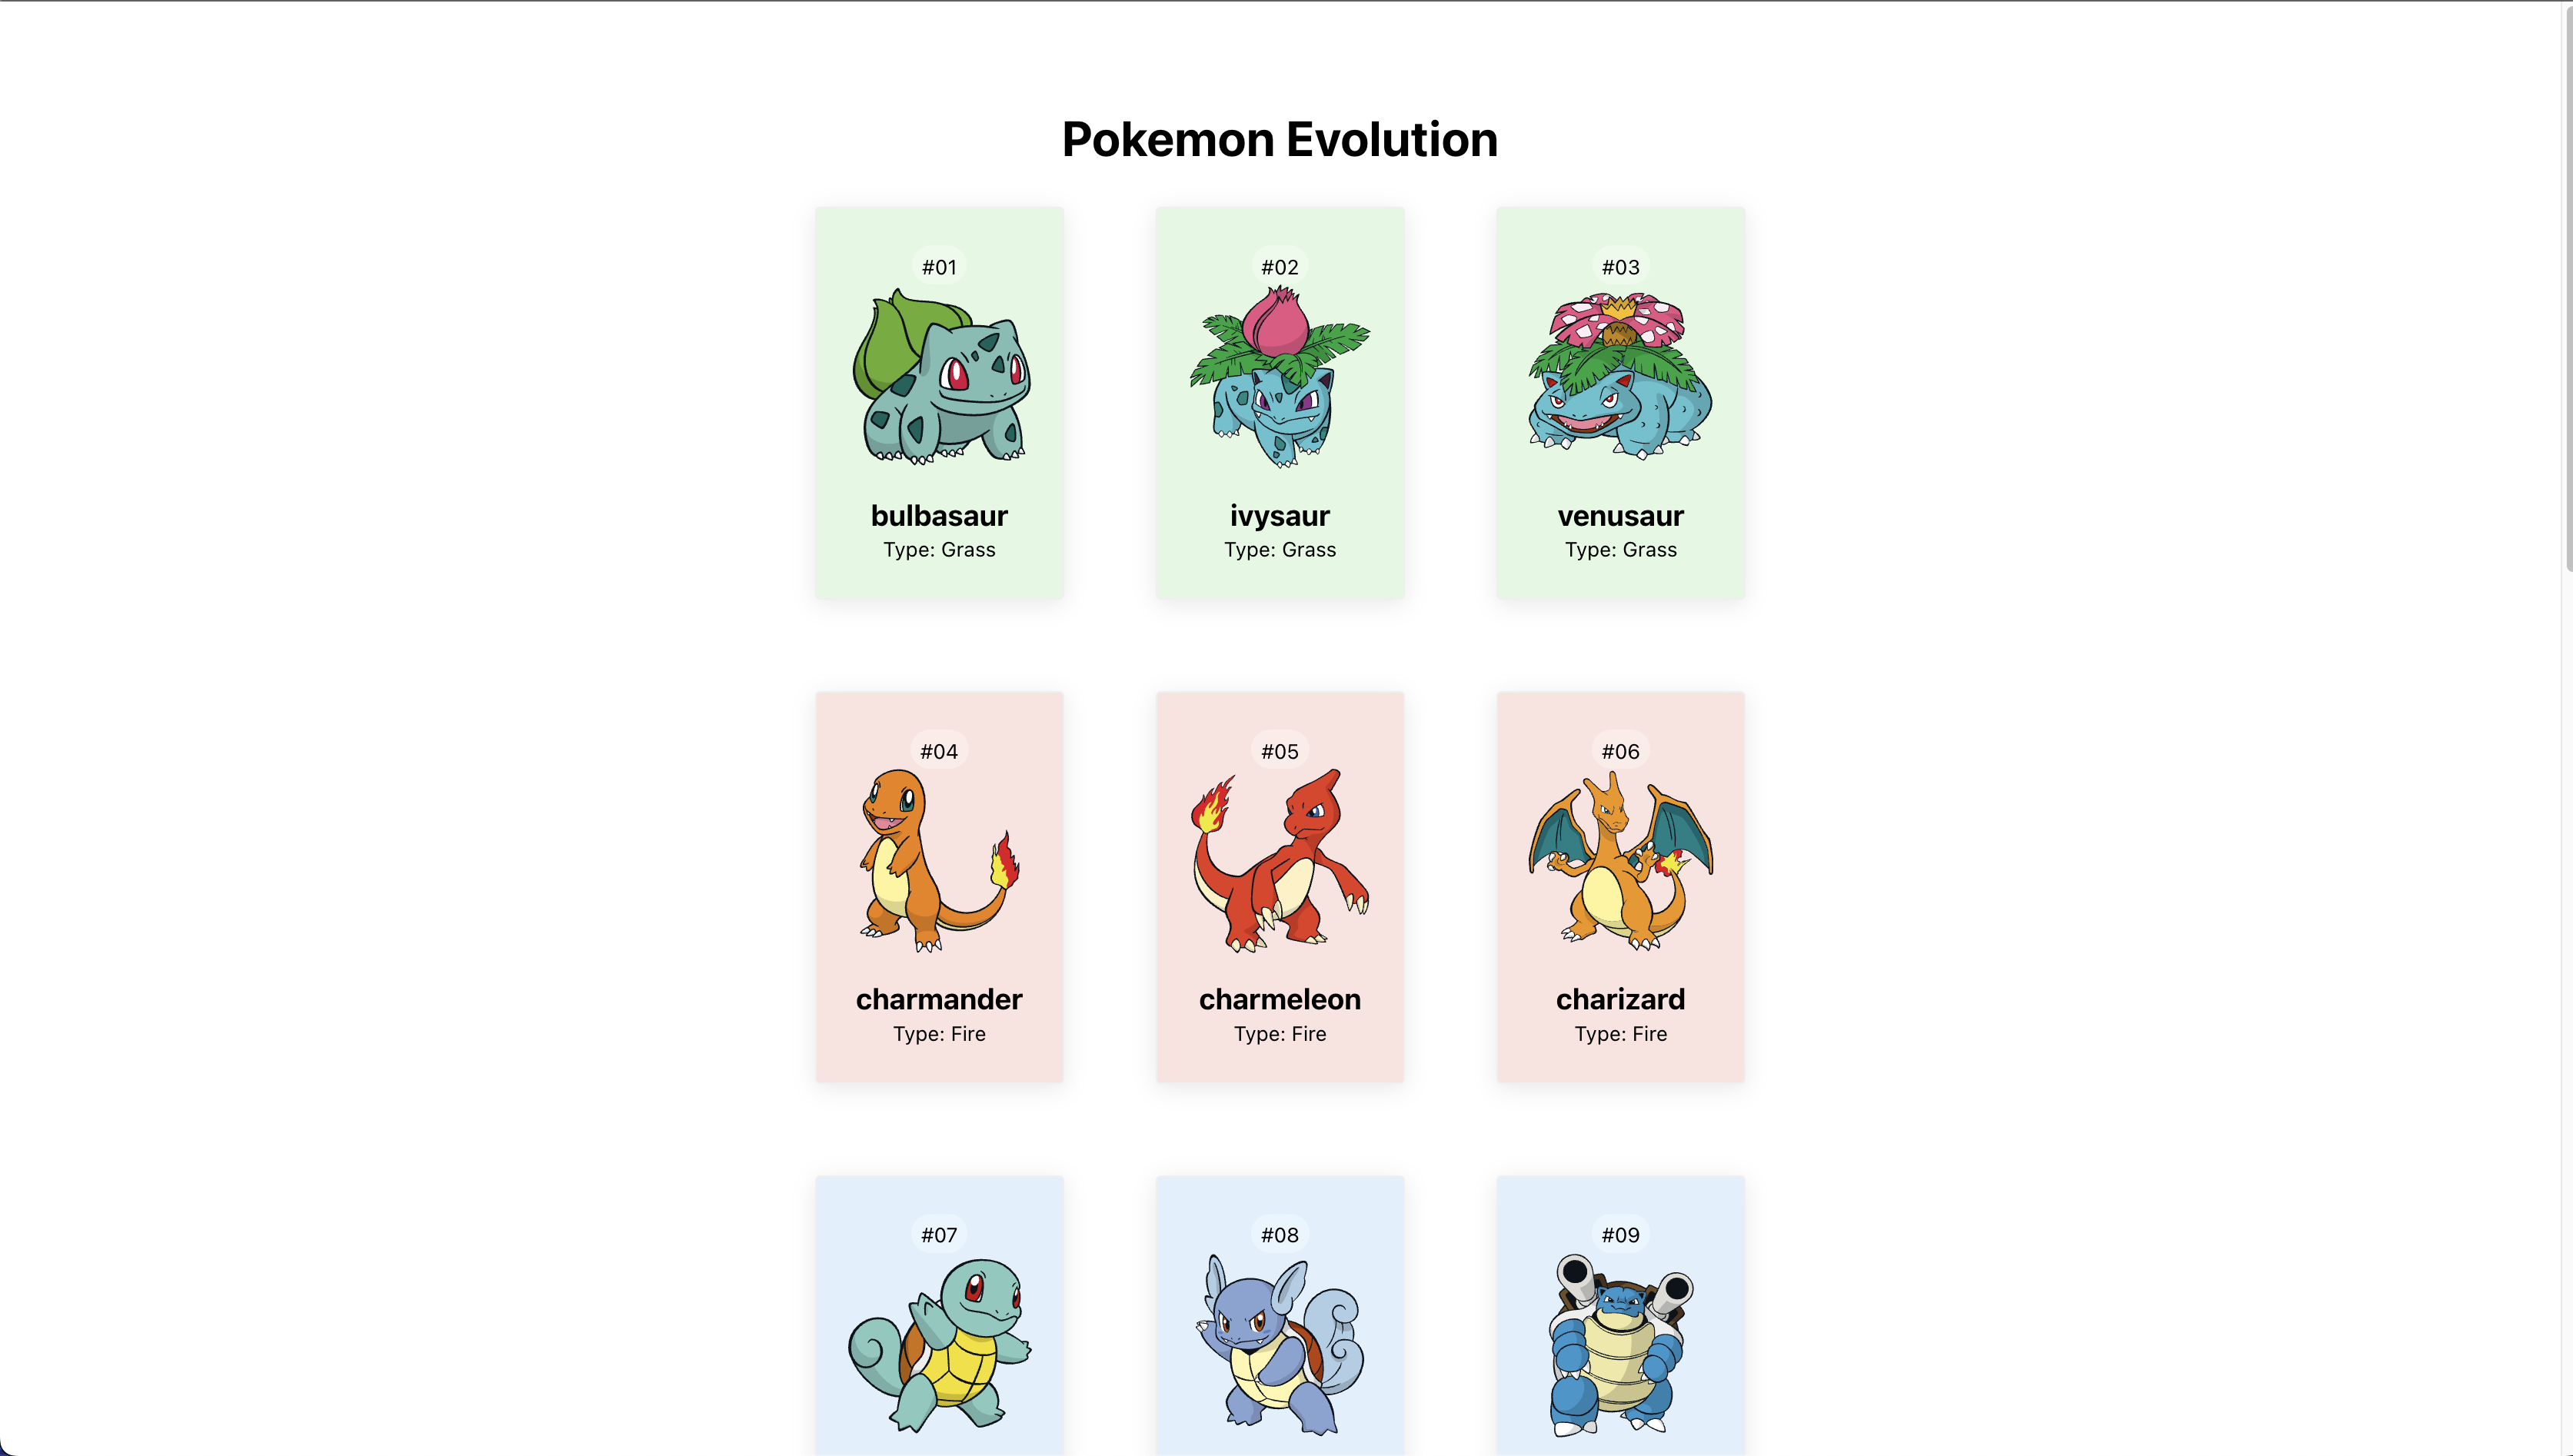 Pokemon Evolution
#01
#02
#03
bulbasaur
ivysaur
venusaur
Type: Grass
Type: Grass
Type: Grass
#04
#05
#06
charmander
charmeleon
charizard
Type: Fire
Type: Fire
Type: Fire
#07
#08
#09